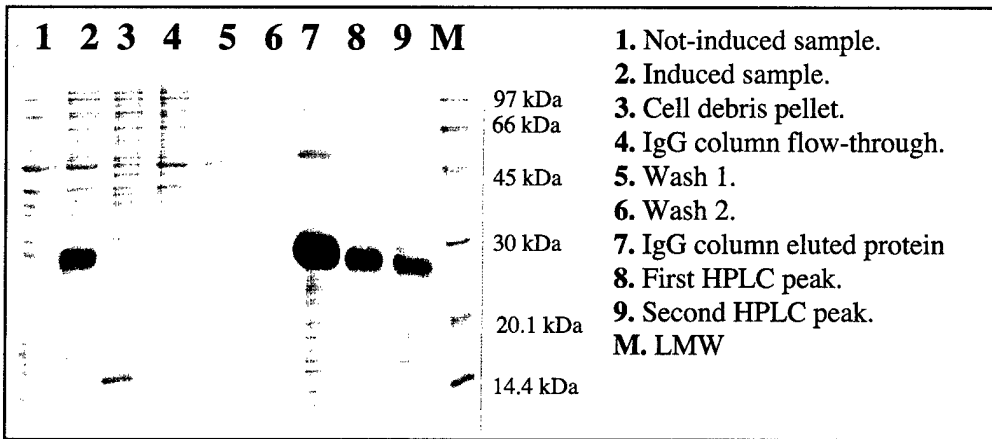 1 2 3 4 5 6 7 8 9 M
97 kDa
66 kDa
45 kDa
30 kDa
20.1 kDa
14.4 kDa
1. Not-induced sample.
2. Induced sample.
3. Cell debris pellet.
4. IgG column flow-through.
5. Wash 1.
6. Wash 2.
7. IgG column eluted protein
8. First HPLC peak.
9. Second HPLC peak.
M. LMW